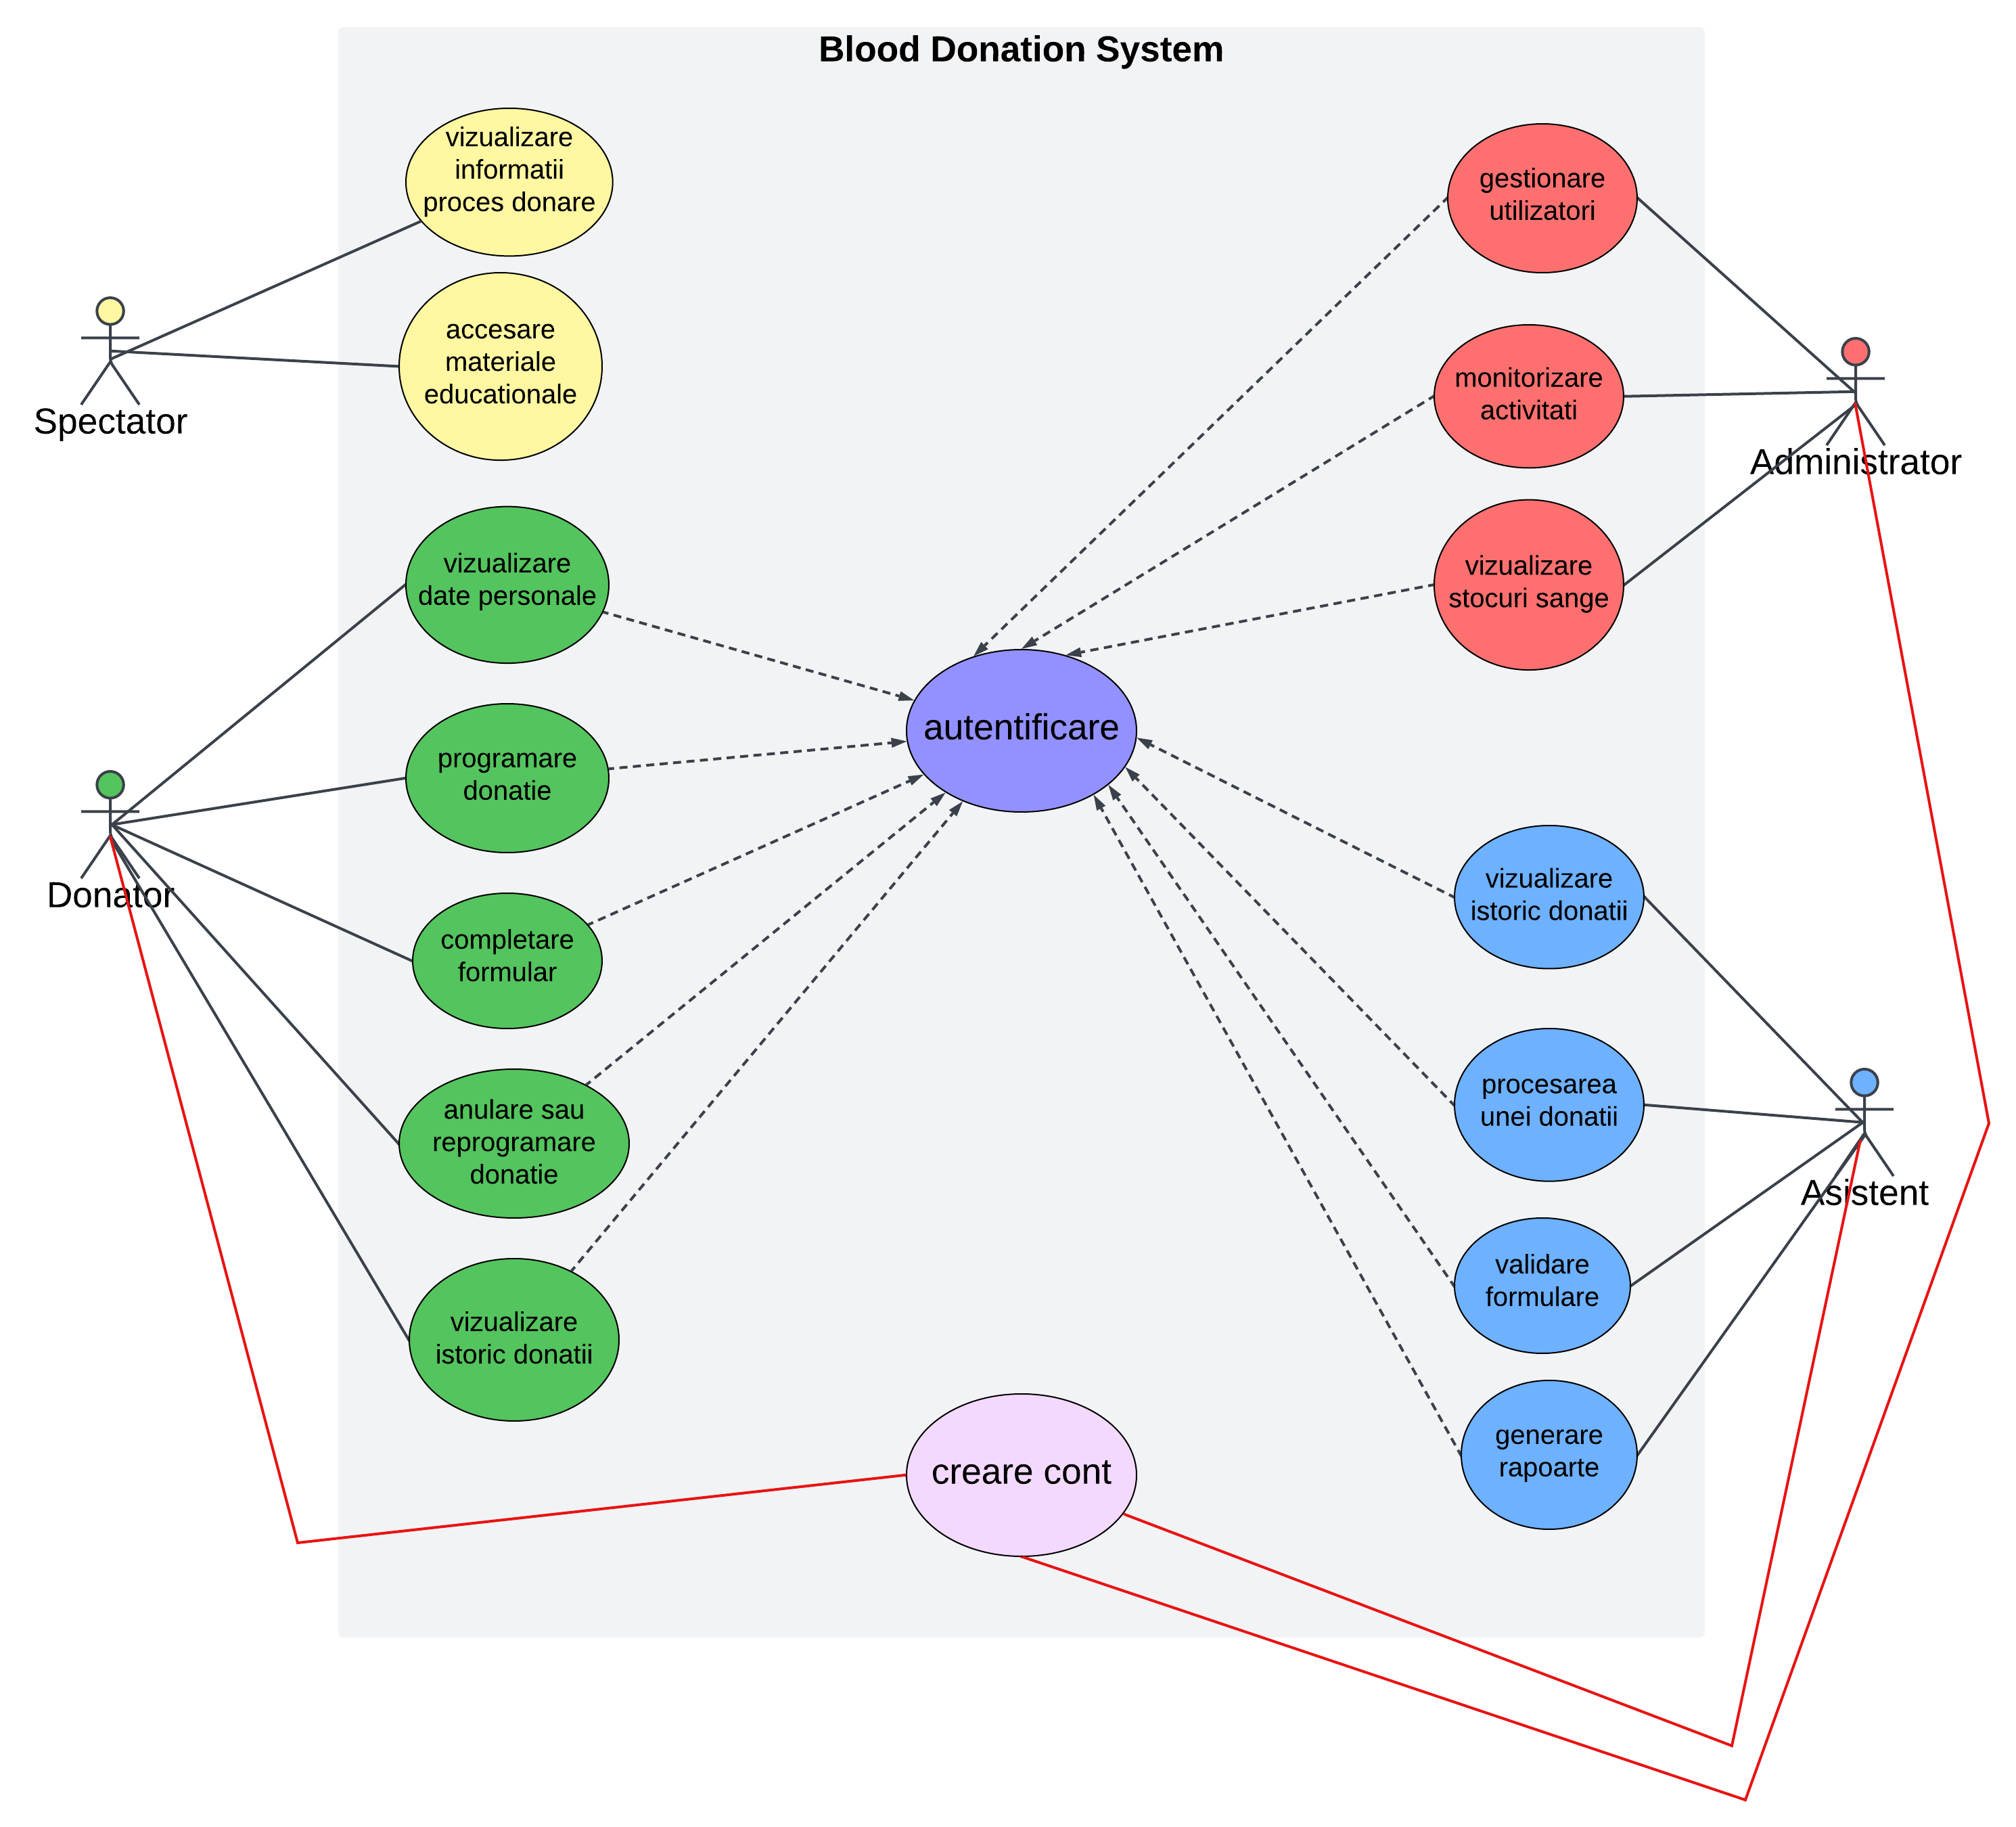 Blood Donation System
vizualizare
informatii
proces donare
accesare
materiale
educationale
Spectator
vizualizare
date personale
programare
donatie
completare
formular
anulare sau
reprogramare
donatie
vizualizare
istoric donatii
Donator
autentificare
creare cont
gestionare
utilizatori
monitorizare
activitati
vizualizare
stocuri sange
Administrator
vizualizare
istoric donatii
procesarea
unei donatii
validare
formulare
generare
rapoarte
Asistent